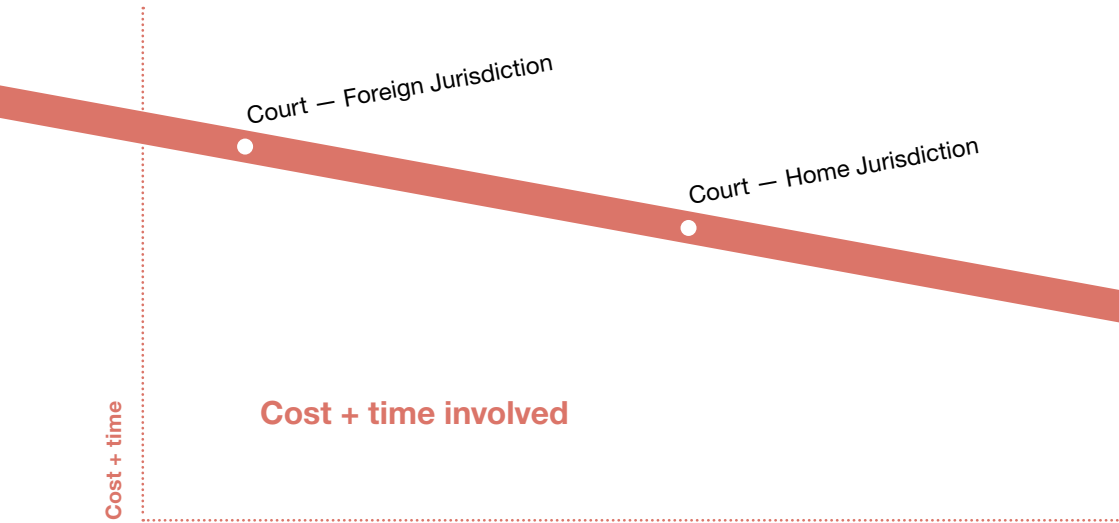 Court — Foreign Jurisdiction
Court — Home Jurisdiction
Cost + time involved
Cost + time